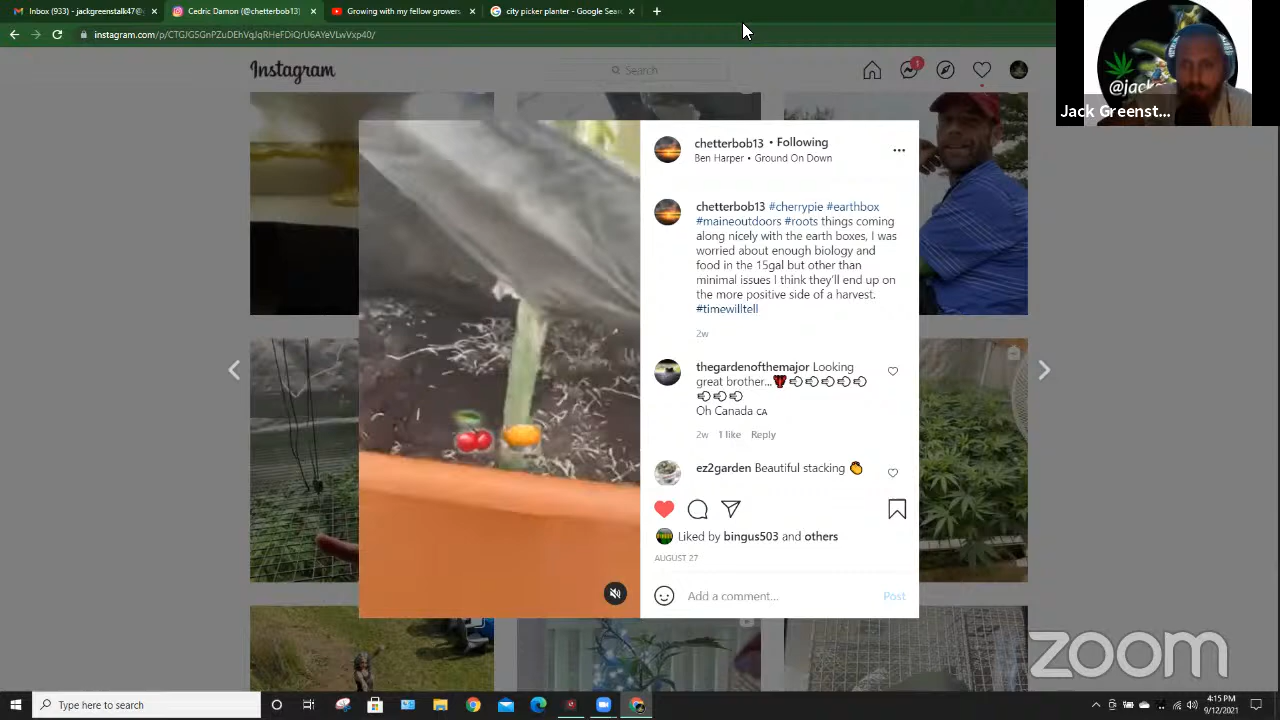 Inbox (933) - jackgreenstalk47@
Cedric Damon (@chetterbob13)
Growing with my fellow growers
city picker planter - Google Sea
instagram.com/p/CTGJGSGnPZuDEhVqJqRHeFDiQrU6AYeVLwVxp40/
Instagram
Search
1
@jac
Jack Greenst...
chetterbob13 • Following
Ben Harper • Ground On Down
chetterbob13 #cherrypie #earthbox
#maineoutdoors #roots things coming
along nicely with the earth boxes, I was
worried about enough biology and
food in the 15gal but other than
minimal issues I think they'll end up on
the more positive side of a harvest.
#timewilltell
2w
thegardenofthemajor Looking
great brother...
Oh Canada CA
2w 1 like Reply
ez2garden Beautiful stacking
Liked by bingus503 and others
AUGUST 27
Add a comment...
Post
zoom
Type here to search
4:15 PM
9/12/2021